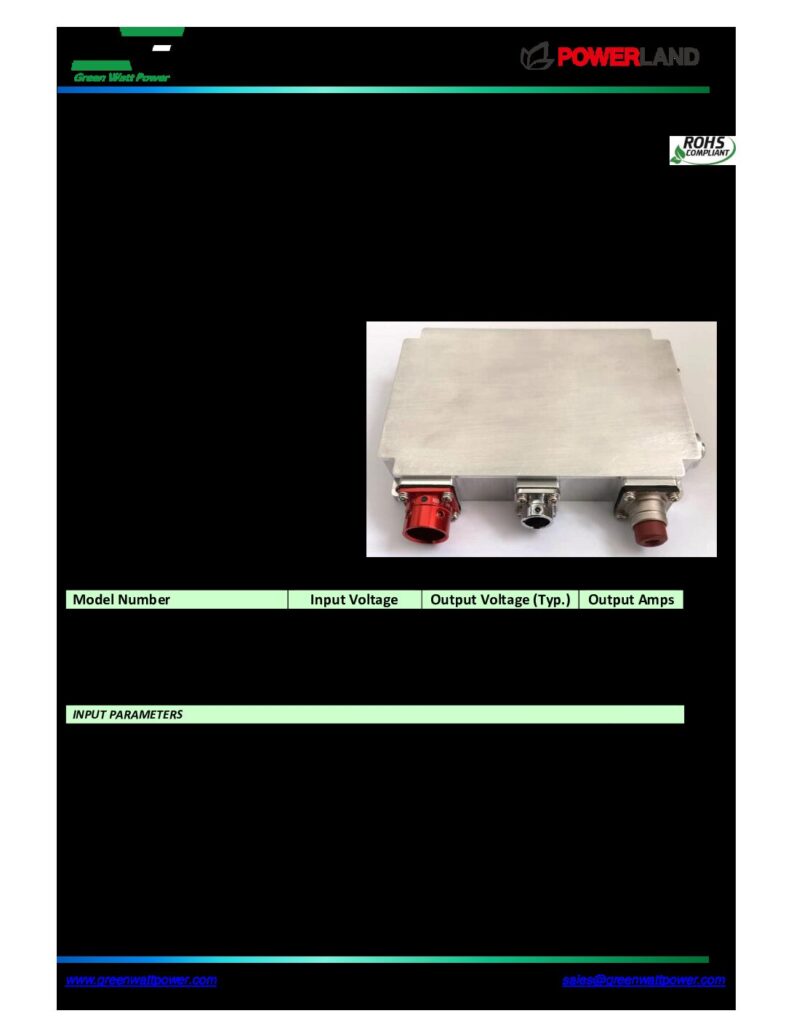 POWERLAND
Green Watt Power
ROHS
COMPLIANT
Model Number Input Voltage Output Voltage (Typ.) Output Amps
INPUT PARAMETERS
www.greenwattpower.com sales@greenwattpower.com